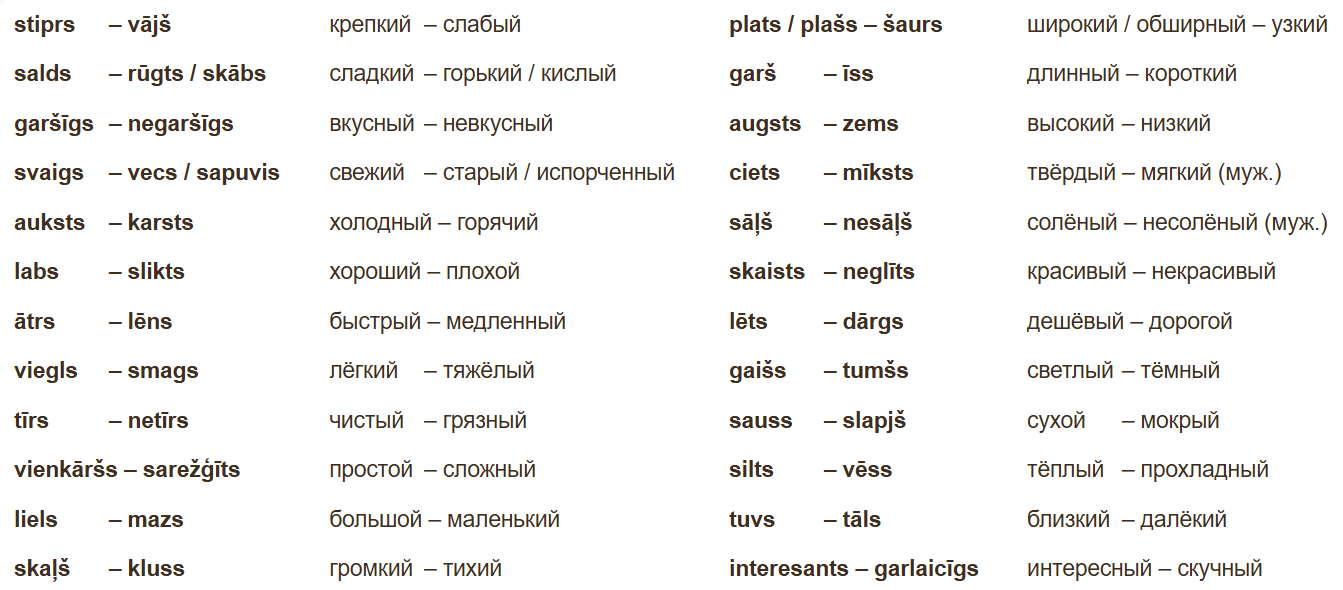 stiprs – vājš крепкий – слабый
salds – rūgts / skābs сладкий – горький / кислый
garšīgs – negaršīgs вкусный – невкусный
svaigs – vecs / sapuvis свежий – старый / испорченный
auksts – karsts холодный – горячий
labs – slikts хороший – плохой
ātrs – lēns быстрый – медленный
viegls – smags лёгкий – тяжёлый
tīrs – netīrs чистый – грязный
vienkāršs – sarežģīts простой – сложный
liels – mazs большой – маленький
skaļš – kluss громкий – тихий
plats / plašs – šaurs широкий / обширный – узкий
garš – īss длинный – короткий
augsts – zems высокий – низкий
ciets – mīksts твёрдый – мягкий (муж.)
sāļš – nesāļš солёный – несолёный (муж.)
skaists – neglīts красивый – некрасивый
lēts – dārgs дешёвый – дорогой
gaišs – tumšs светлый – тёмный
sauss – slapjš сухой – мокрый
silts – vēss тёплый – прохладный
tuvs – tāls близкий – далёкий
interesants – garlaicīgs интересный – скучный